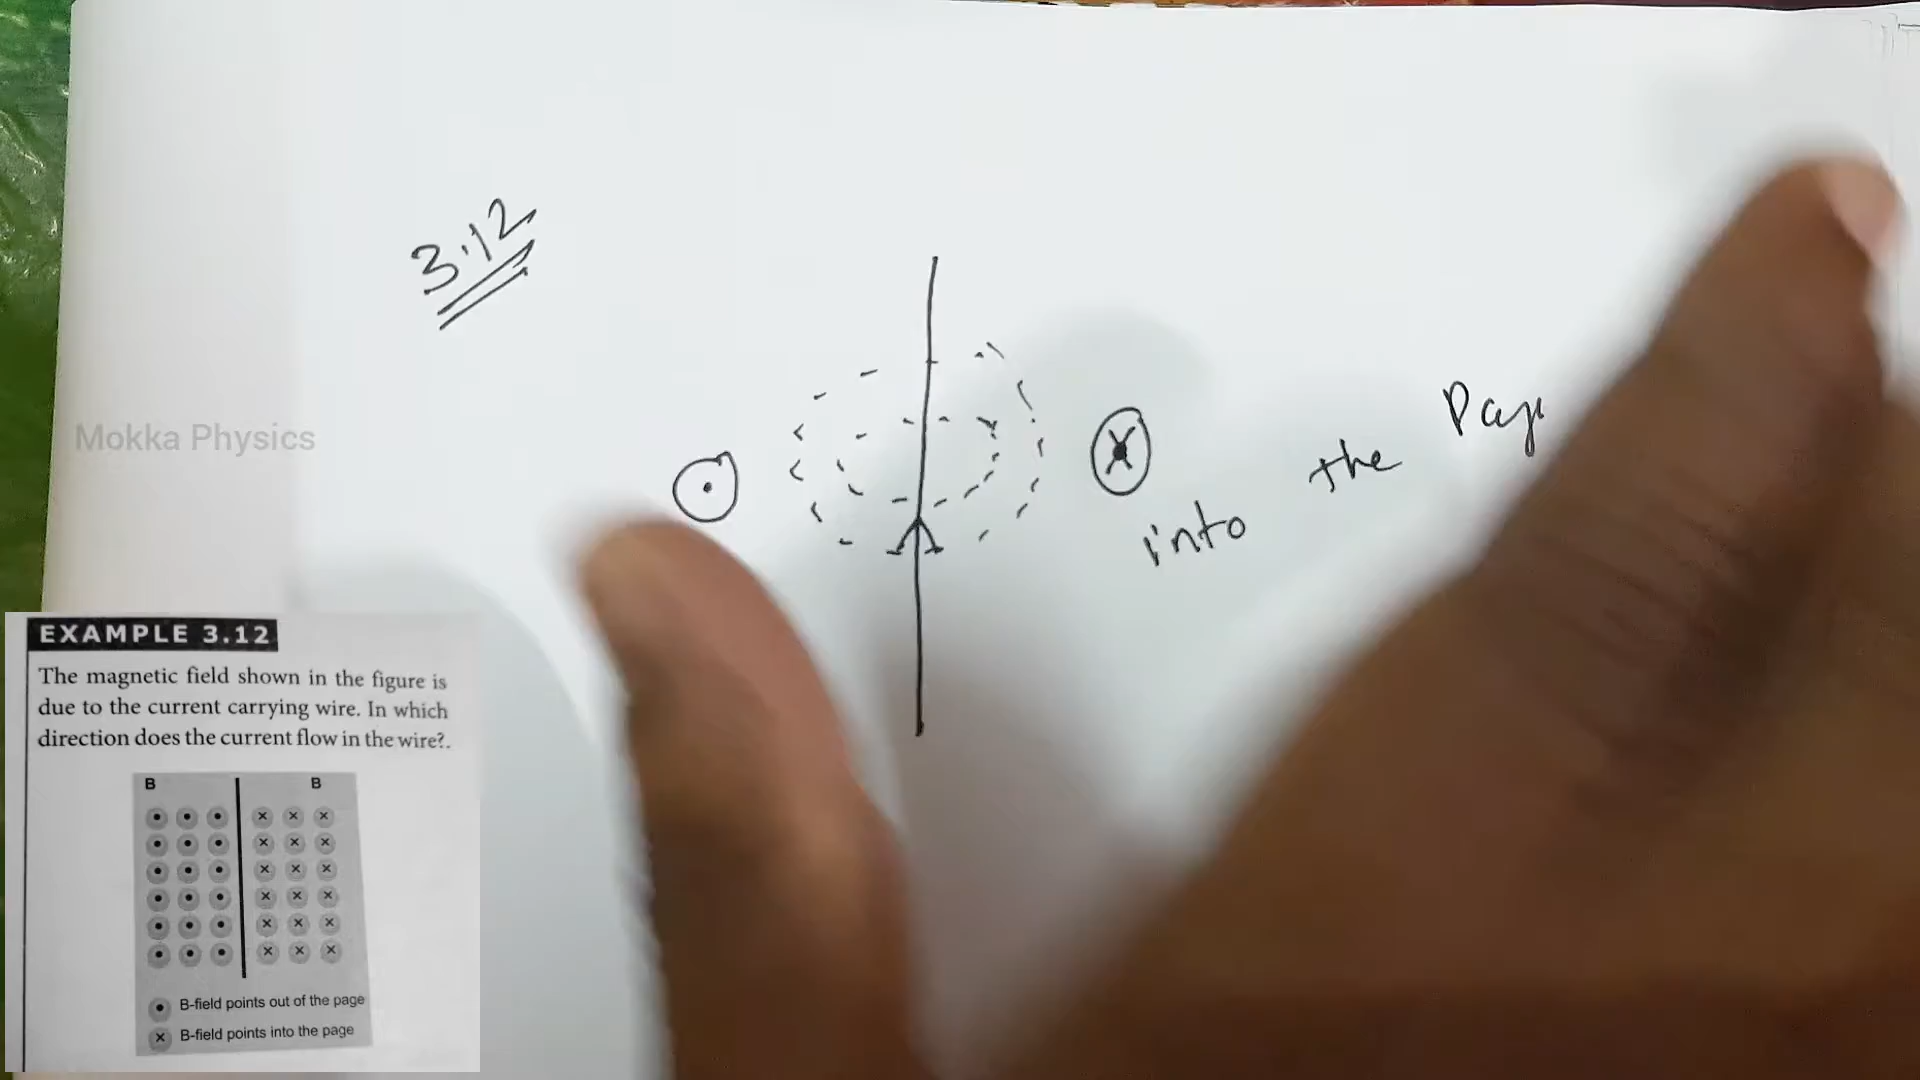 3.12
Page
the
into
Mokka Physics
EXAMPLE 3.12
The magnetic field shown in the figure is
due to the current carrying wire. In which
direction does the current flow in the wire?.
B B
B-field points out of the page
B-field points into the page